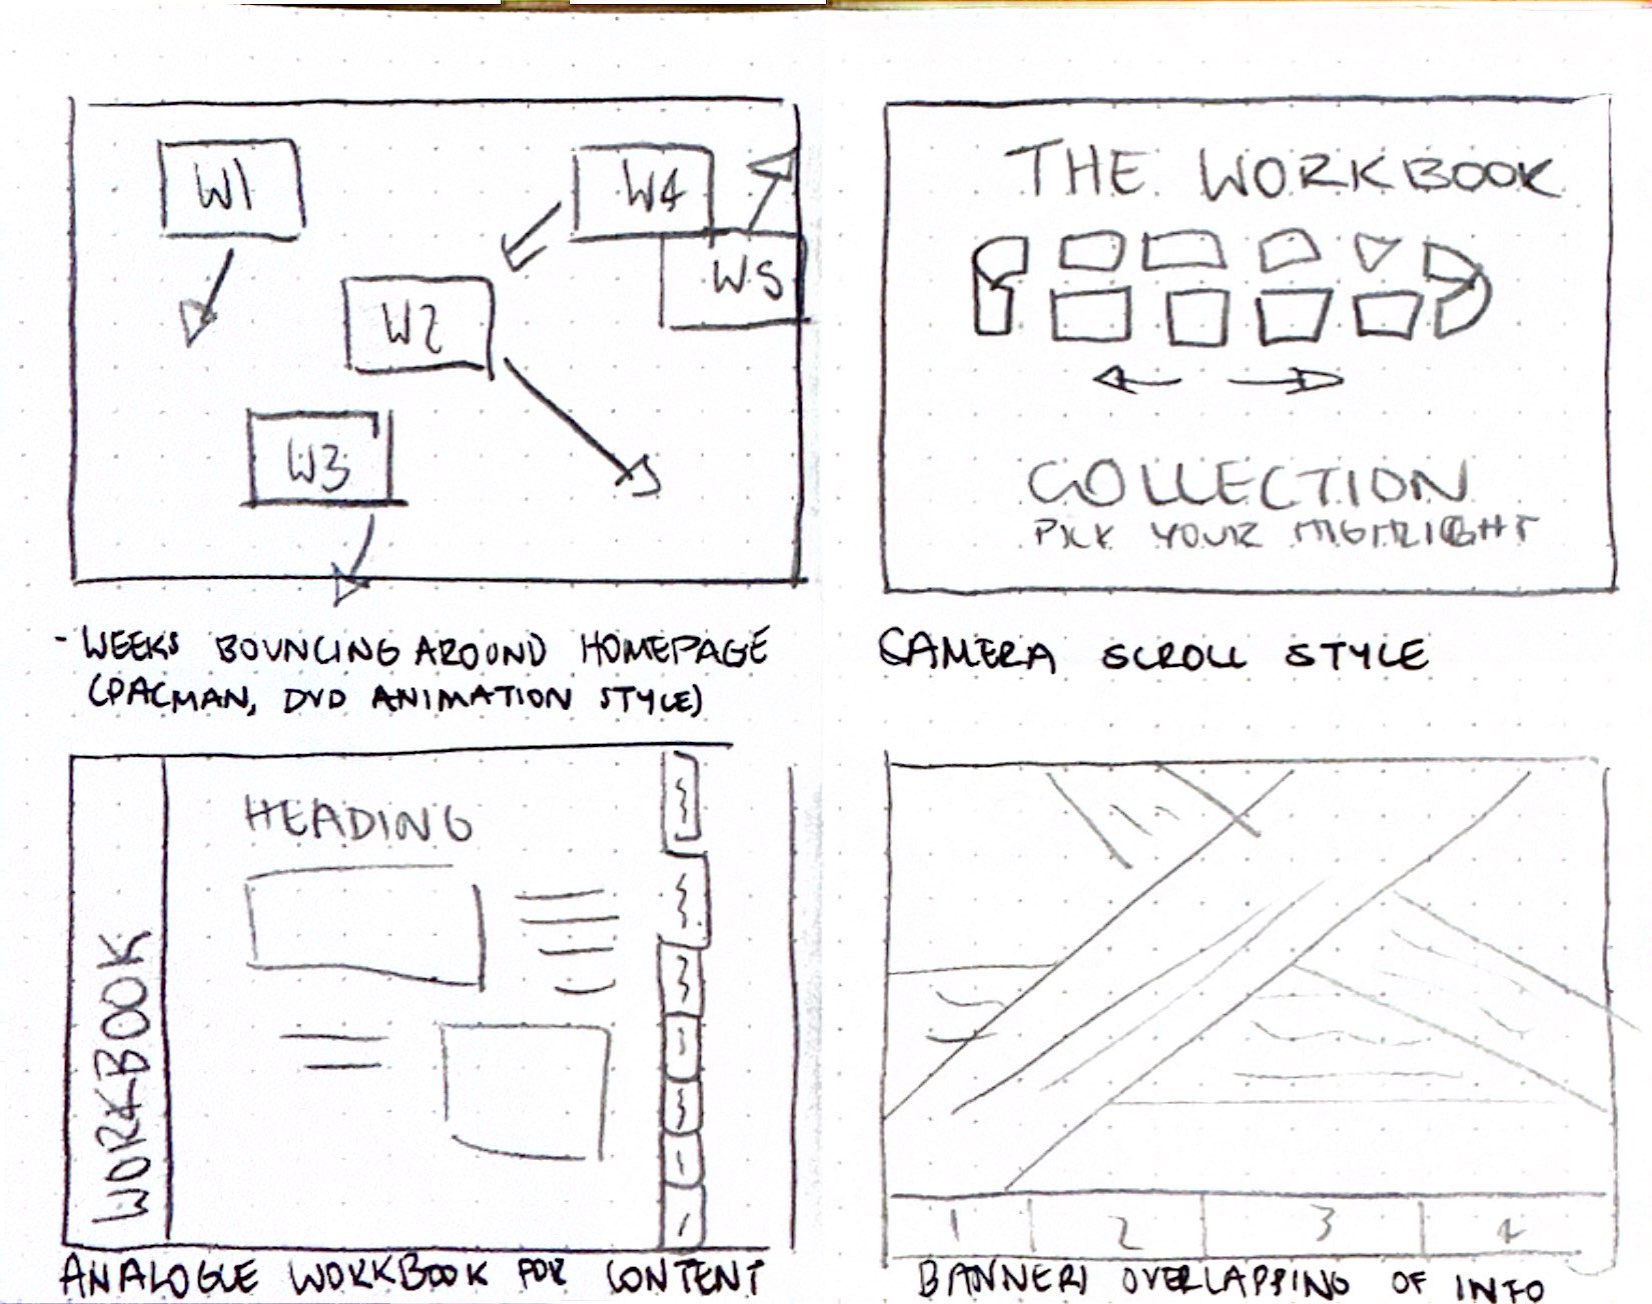 W1
W4
W5
W2
W3
- WEEKS BOUNCING AROUND HOMEPAGE
(PACMAN, DVD ANIMATION STYLE)
THE WORKBOOK
COLLECTION
PICK YOUR HIGHLIGHT
CAMERA SCROLL STYLE
WORKBOOK
HEADING
ANALOGUE WORKBOOK FOR CONTENT
1 2 3 4
BANNERS OVERLAPPING OF INFO